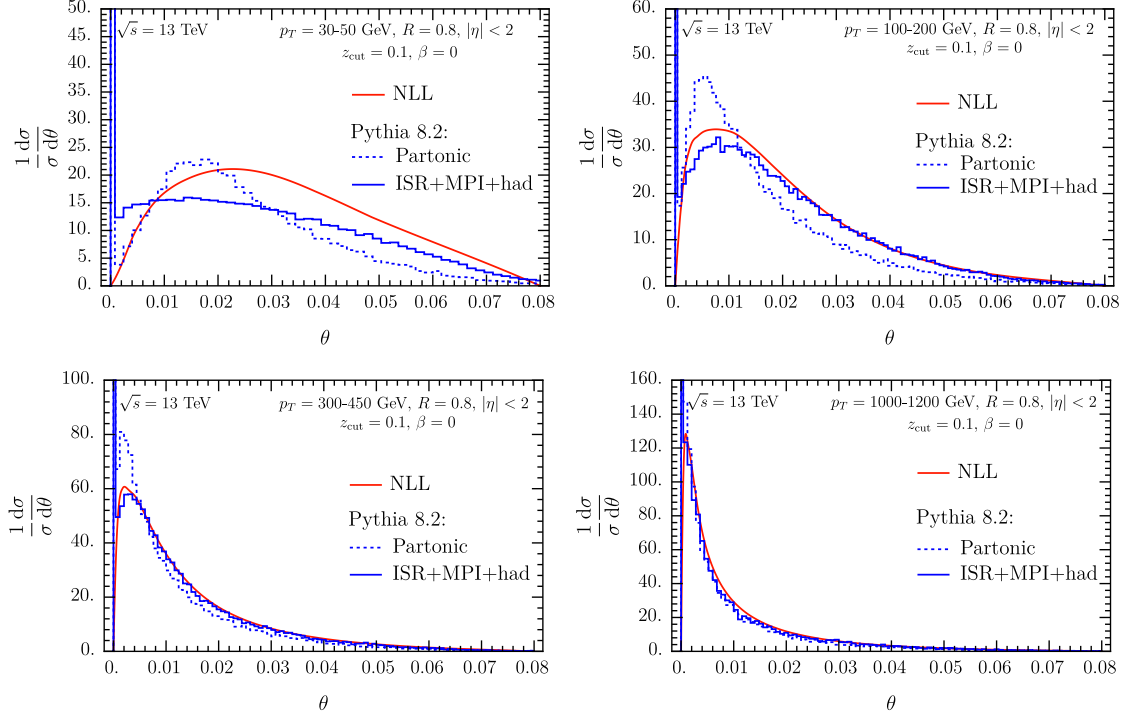 50.
45.
40.
35.
30.
25.
20.
15.
10.
5.
0.
√s = 13 TeV
p_T = 30-50 GeV, R = 0.8, |η| < 2
z_cut = 0.1, β = 0
NLL
Pythia 8.2:
Partonic
ISR+MPI+had
1/σ dσ/dθ
0. 0.01 0.02 0.03 0.04 0.05 0.06 0.07 0.08
θ
60.
50.
40.
30.
20.
10.
0.
√s = 13 TeV
p_T = 100-200 GeV, R = 0.8, |η| < 2
z_cut = 0.1, β = 0
NLL
Pythia 8.2:
Partonic
ISR+MPI+had
1/σ dσ/dθ
0. 0.01 0.02 0.03 0.04 0.05 0.06 0.07 0.08
θ
100.
80.
60.
40.
20.
0.
√s = 13 TeV
p_T = 300-450 GeV, R = 0.8, |η| < 2
z_cut = 0.1, β = 0
NLL
Pythia 8.2:
Partonic
ISR+MPI+had
1/σ dσ/dθ
0. 0.01 0.02 0.03 0.04 0.05 0.06 0.07 0.08
θ
160.
140.
120.
100.
80.
60.
40.
20.
0.
√s = 13 TeV
p_T = 1000-1200 GeV, R = 0.8, |η| < 2
z_cut = 0.1, β = 0
NLL
Pythia 8.2:
Partonic
ISR+MPI+had
1/σ dσ/dθ
0. 0.01 0.02 0.03 0.04 0.05 0.06 0.07 0.08
θ